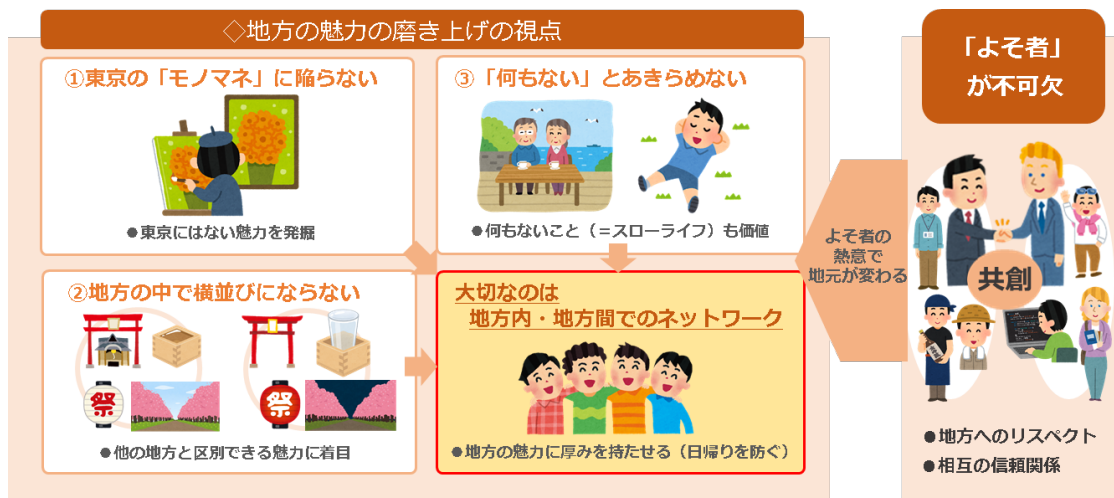 ◇地方の魅力の磨き上げの視点
①東京の「モノマネ」に陥らない
●東京にはない魅力を発掘
②地方の中で横並びにならない
祭
祭
●他の地方と区別できる魅力に着目
③「何もない」とあきらめない
●何もないこと（＝スローライフ）も価値
大切なのは
地方内・地方間でのネットワーク
●地方の魅力に厚みを持たせる（日帰りを防ぐ）
よそ者の
熱意で
地元が変わる
「よそ者」
が不可欠
共創
●地方へのリスペクト
●相互の信頼関係